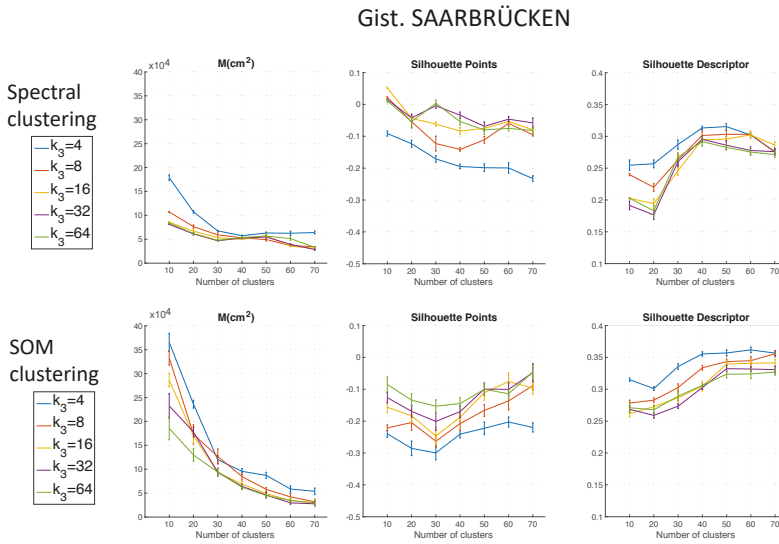 Gist. SAARBRÜCKEN
Spectral
clustering
k₃=4
k₃=8
k₃=16
k₃=32
k₃=64
M(cm²)
×10⁴
40
35
30
25
20
15
10
5
0
10 20 30 40 50 60 70
Number of clusters
Silhouette Points
0.1
0
-0.1
-0.2
-0.3
-0.4
-0.5
10 20 30 40 50 60 70
Number of clusters
Silhouette Descriptor
0.4
0.35
0.3
0.25
0.2
0.15
0.1
10 20 30 40 50 60 70
Number of clusters
SOM
clustering
k₃=4
k₃=8
k₃=16
k₃=32
k₃=64
M(cm²)
×10⁴
40
35
30
25
20
15
10
5
0
10 20 30 40 50 60 70
Number of clusters
Silhouette Points
0.1
0
-0.1
-0.2
-0.3
-0.4
-0.5
10 20 30 40 50 60 70
Number of clusters
Silhouette Descriptor
0.4
0.35
0.3
0.25
0.2
0.15
0.1
10 20 30 40 50 60 70
Number of clusters